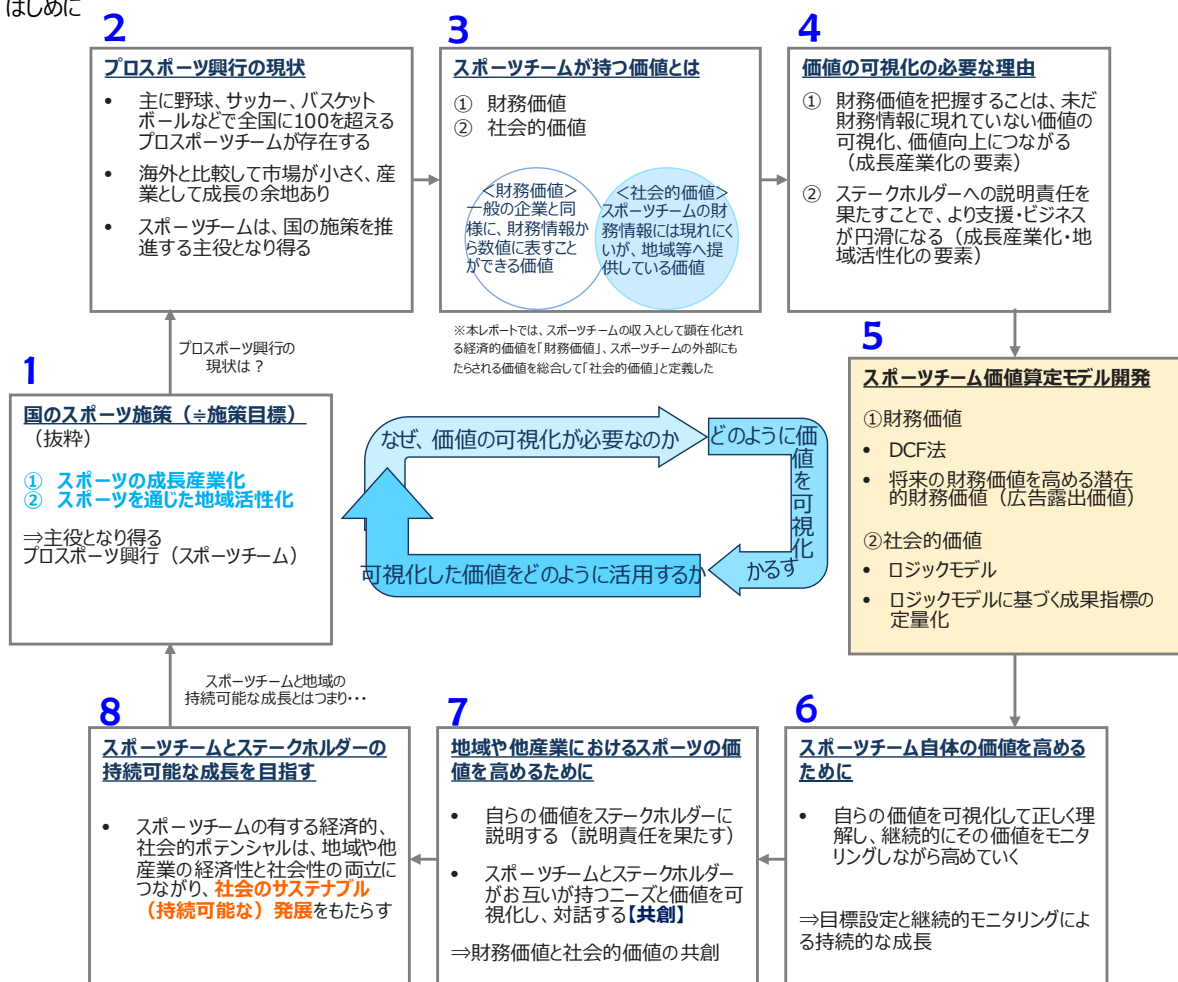 はじめに
2
プロスポーツ興行の現状
• 主に野球、サッカー、バスケット
ボールなどで全国に100を超える
プロスポーツチームが存在する
• 海外と比較して市場が小さく、産
業として成長の余地あり
• スポーツチームは、国の施策を推
進する主役となり得る
3
スポーツチームが持つ価値とは
① 財務価値
② 社会的価値
<財務価値>
一般の企業と同
様に、財務情報か
ら数値に表すこと
ができる価値
<社会的価値>
スポーツチームの財
務情報には現れにく
いが、地域等へ提
供している価値
※本レポートでは、スポーツチームの収入として顕在化され
る経済的価値を「財務価値」、スポーツチームの外部にも
たらされる価値を総合して「社会的価値」と定義した
4
価値の可視化の必要な理由
① 財務価値を把握することは、未だ
財務情報に現れていない価値の
可視化、価値向上につながる
（成長産業化の要素）
② ステークホルダーへの説明責任を
果たすことで、より支援・ビジネス
が円滑になる（成長産業化・地
域活性化の要素）
プロスポーツ興行の
現状は？
1
国のスポーツ施策（≑施策目標）
（抜粋）
① スポーツの成長産業化
② スポーツを通じた地域活性化
⇒主役となり得る
プロスポーツ興行（スポーツチーム）
なぜ、価値の可視化が必要なのか
どのように価
値を可視化
かるす
可視化した価値をどのように活用するか
5
スポーツチーム価値算定モデル開発
①財務価値
• DCF法
• 将来の財務価値を高める潜在
的財務価値（広告露出価値）
②社会的価値
• ロジックモデル
• ロジックモデルに基づく成果指標の
定量化
スポーツチームと地域の
持続可能な成長とはつまり・・・
8
スポーツチームとステークホルダーの
持続可能な成長を目指す
• スポーツチームの有する経済的、
社会的ポテンシャルは、地域や他
産業の経済性と社会性の両立に
つながり、社会のサステナブル
（持続可能な）発展をもたらす
7
地域や他産業におけるスポーツの価
値を高めるために
• 自らの価値をステークホルダーに
説明する（説明責任を果たす）
• スポーツチームとステークホルダー
がお互いが持つニーズと価値を可
視化し、対話する【共創】
⇒財務価値と社会的価値の共創
6
スポーツチーム自体の価値を高める
ために
• 自らの価値を可視化して正しく理
解し、継続的にその価値をモニタ
リングしながら高めていく
⇒目標設定と継続的モニタリングによ
る持続的な成長